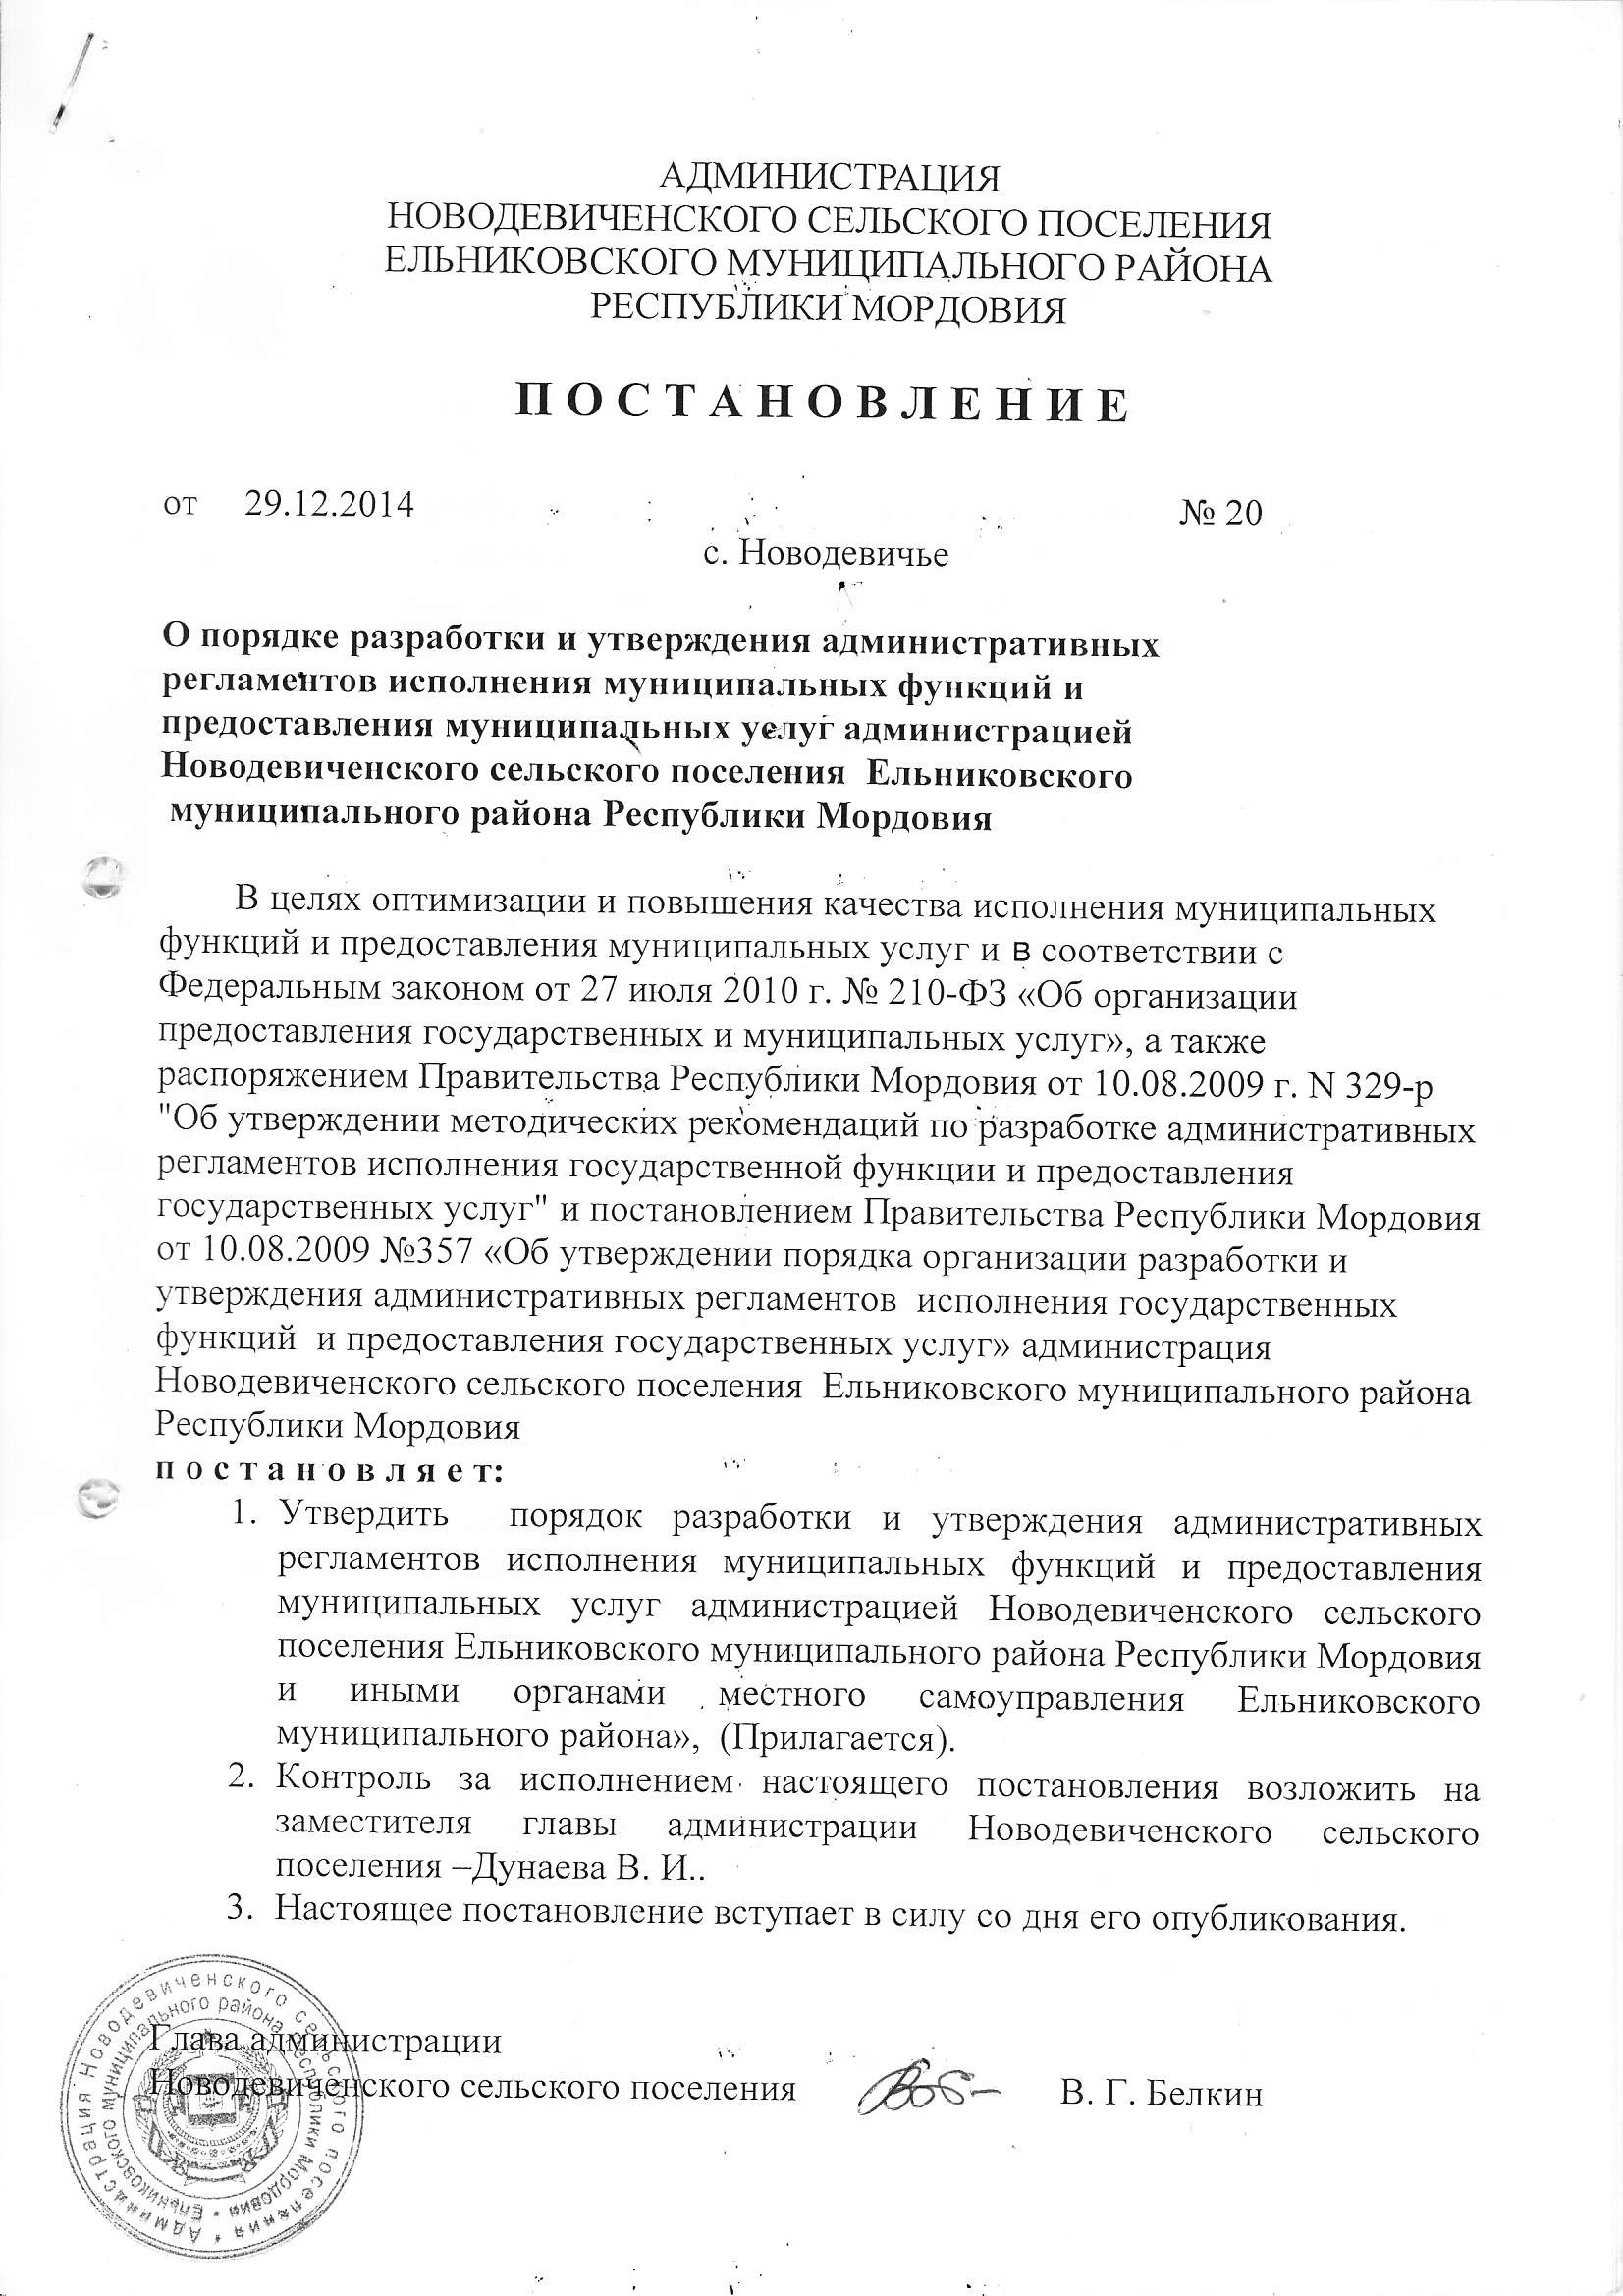 АДМИНИСТРАЦИЯ
НОВОДЕВИЧЕНСКОГО СЕЛЬСКОГО ПОСЕЛЕНИЯ
ЕЛЬНИКОВСКОГО МУНИЦИПАЛЬНОГО РАЙОНА
РЕСПУБЛИКИ МОРДОВИЯ
П О С Т А Н О В Л Е Н И Е
от 29.12.2014 № 20
с. Новодевичье
О порядке разработки и утверждения административных
регламентов исполнения муниципальных функций и
предоставления муниципальных услуг администрацией
Новодевиченского сельского поселения Ельниковского
муниципального района Республики Мордовия
В целях оптимизации и повышения качества исполнения муниципальных
функций и предоставления муниципальных услуг и в соответствии с
Федеральным законом от 27 июля 2010 г. № 210-ФЗ «Об организации
предоставления государственных и муниципальных услуг», а также
распоряжением Правительства Республики Мордовия от 10.08.2009 г. N 329-р
"Об утверждении методических рекомендаций по разработке административных
регламентов исполнения государственной функции и предоставления
государственных услуг" и постановлением Правительства Республики Мордовия
от 10.08.2009 №357 «Об утверждении порядка организации разработки и
утверждения административных регламентов исполнения государственных
функций и предоставления государственных услуг» администрация
Новодевиченского сельского поселения Ельниковского муниципального района
Республики Мордовия
п о с т а н о в л я е т:
1. Утвердить порядок разработки и утверждения административных
регламентов исполнения муниципальных функций и предоставления
муниципальных услуг администрацией Новодевиченского сельского
поселения Ельниковского муниципального района Республики Мордовия
и иными органами местного самоуправления Ельниковского
муниципального района», (Прилагается).
2. Контроль за исполнением настоящего постановления возложить на
заместителя главы администрации Новодевиченского сельского
поселения –Дунаева В. И..
3. Настоящее постановление вступает в силу со дня его опубликования.
Глава администрации
Новодевиченского сельского поселения В. Г. Белкин
Администрация Новодевиченского сельского поселения
Ельниковского муниципального района Республики Мордовия